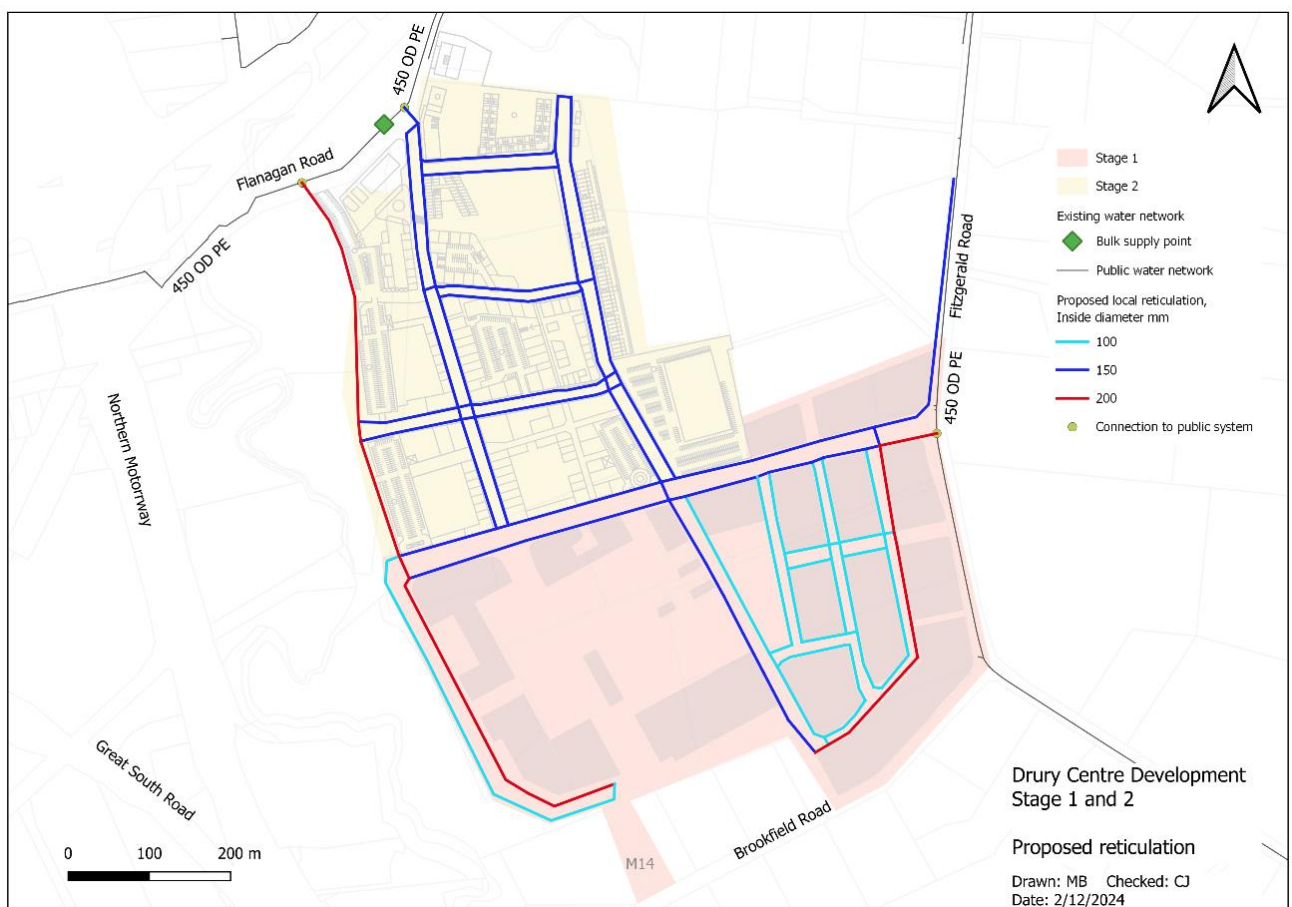 450 OD PE
Flanagan Road
450 OD PE
Northern Motorrway
Great South Road
0 100 200 m
M14
Brookfield Road
Fitzgerald Road
450 OD PE
Stage 1
Stage 2
Existing water network
Bulk supply point
Public water network
Proposed local reticulation,
Inside diameter mm
100
150
200
Connection to public system
Drury Centre Development
Stage 1 and 2
Proposed reticulation
Drawn: MB Checked: CJ
Date: 2/12/2024